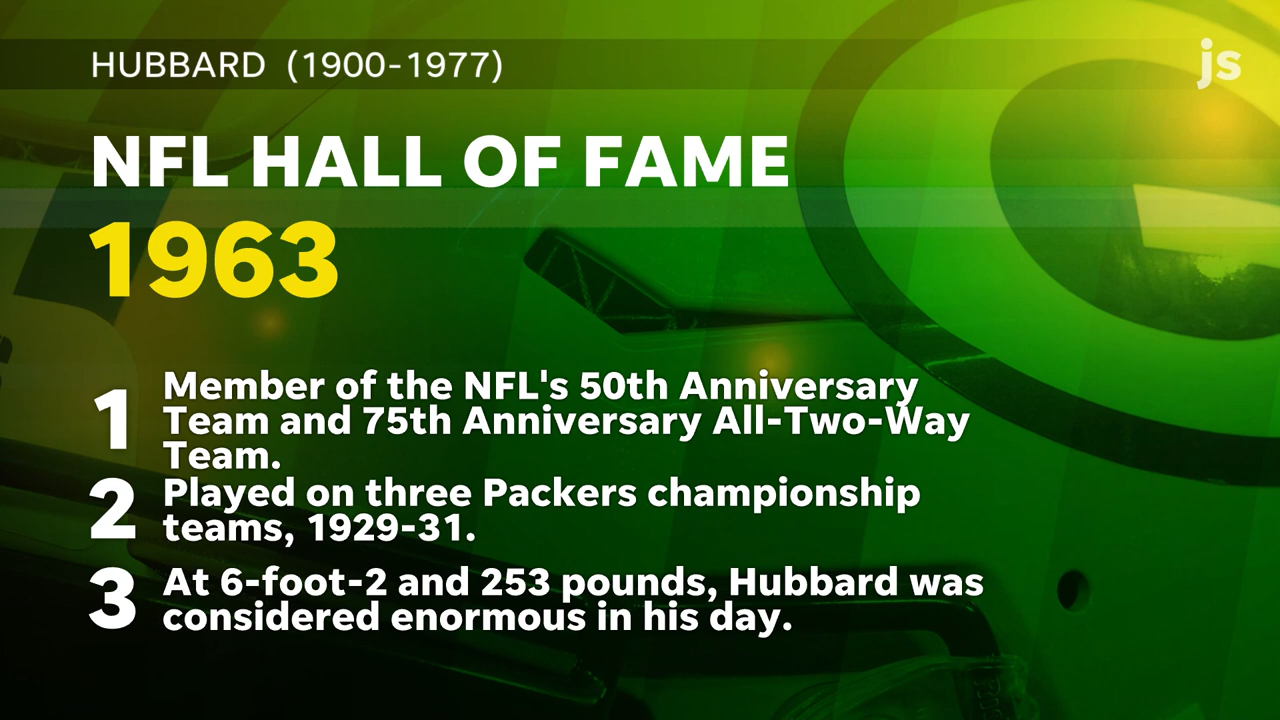 HUBBARD (1900-1977)
js
NFL HALL OF FAME
1963
1 Member of the NFL's 50th Anniversary
Team and 75th Anniversary All-Two-Way
Team.
2 Played on three Packers championship
teams, 1929-31.
3 At 6-foot-2 and 253 pounds, Hubbard was
considered enormous in his day.